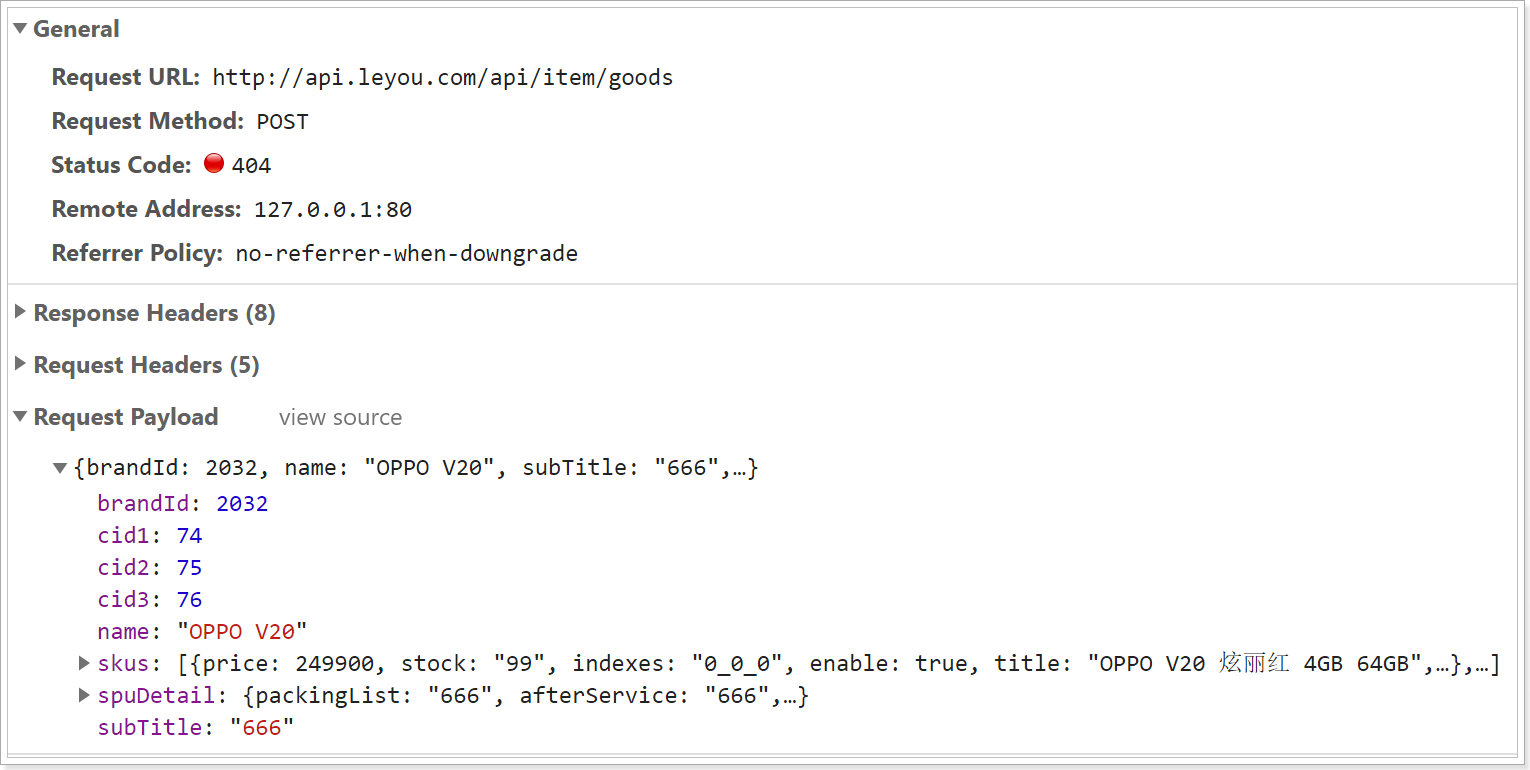 General
Request URL: http://api.leyou.com/api/item/goods
Request Method: POST
Status Code: 404
Remote Address: 127.0.0.1:80
Referrer Policy: no-referrer-when-downgrade
Response Headers (8)
Request Headers (5)
Request Payload view source
{brandId: 2032, name: "OPPO V20", subTitle: "666",…}
brandId: 2032
cid1: 74
cid2: 75
cid3: 76
name: "OPPO V20"
skus: [{price: 249900, stock: "99", indexes: "0_0_0", enable: true, title: "OPPO V20 炫丽红 4GB 64GB",…},…]
spuDetail: {packingList: "666", afterService: "666",…}
subTitle: "666"